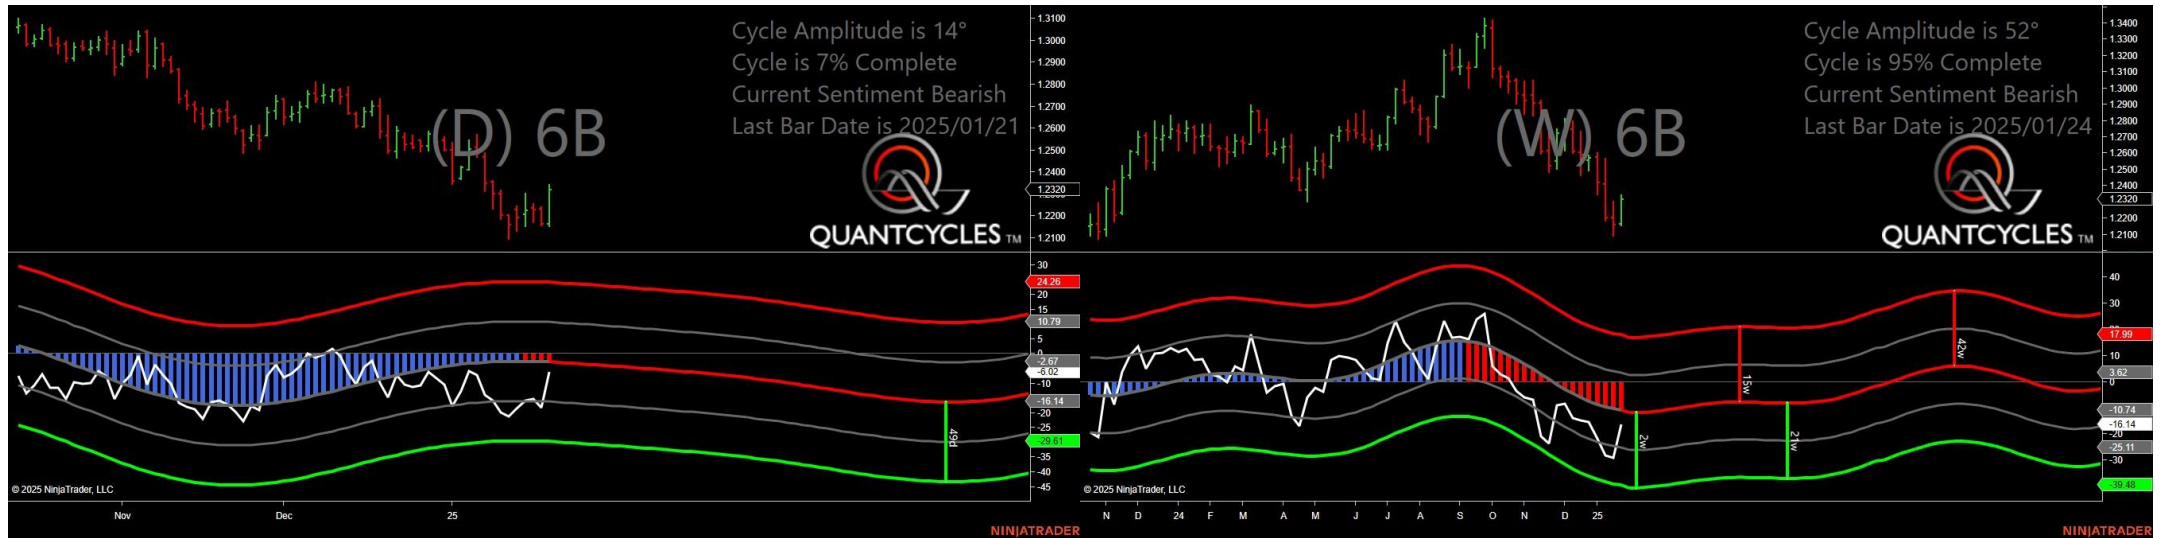 Cycle Amplitude is 14°
Cycle is 7% Complete
Current Sentiment Bearish
Last Bar Date is 2025/01/21
(D) 6B
QUANTCYCLES TM
1.3100
1.3000
1.2900
1.2800
1.2700
1.2600
1.2500
1.2400
1.2320
1.2200
1.2100
30
24.26
20
15
10.79
5
0
-2.67
-6.02
-10
-16.14
-20
-25
-29.61
-35
-40
-45
49d
© 2025 NinjaTrader, LLC
Nov
Dec
25
NINJATRADER
Cycle Amplitude is 52°
Cycle is 95% Complete
Current Sentiment Bearish
Last Bar Date is 2025/01/24
(W) 6B
QUANTCYCLES TM
1.3400
1.3300
1.3200
1.3100
1.3000
1.2900
1.2800
1.2700
1.2600
1.2500
1.2400
1.2320
1.2200
1.2100
40
30
17.99
10
3.62
0
-10.74
-16.14
-20
-25.11
-30
-39.48
2w
15w
21w
42w
© 2025 NinjaTrader, LLC
N D 24 F M A M J J A S O N D 25
NINJATRADER